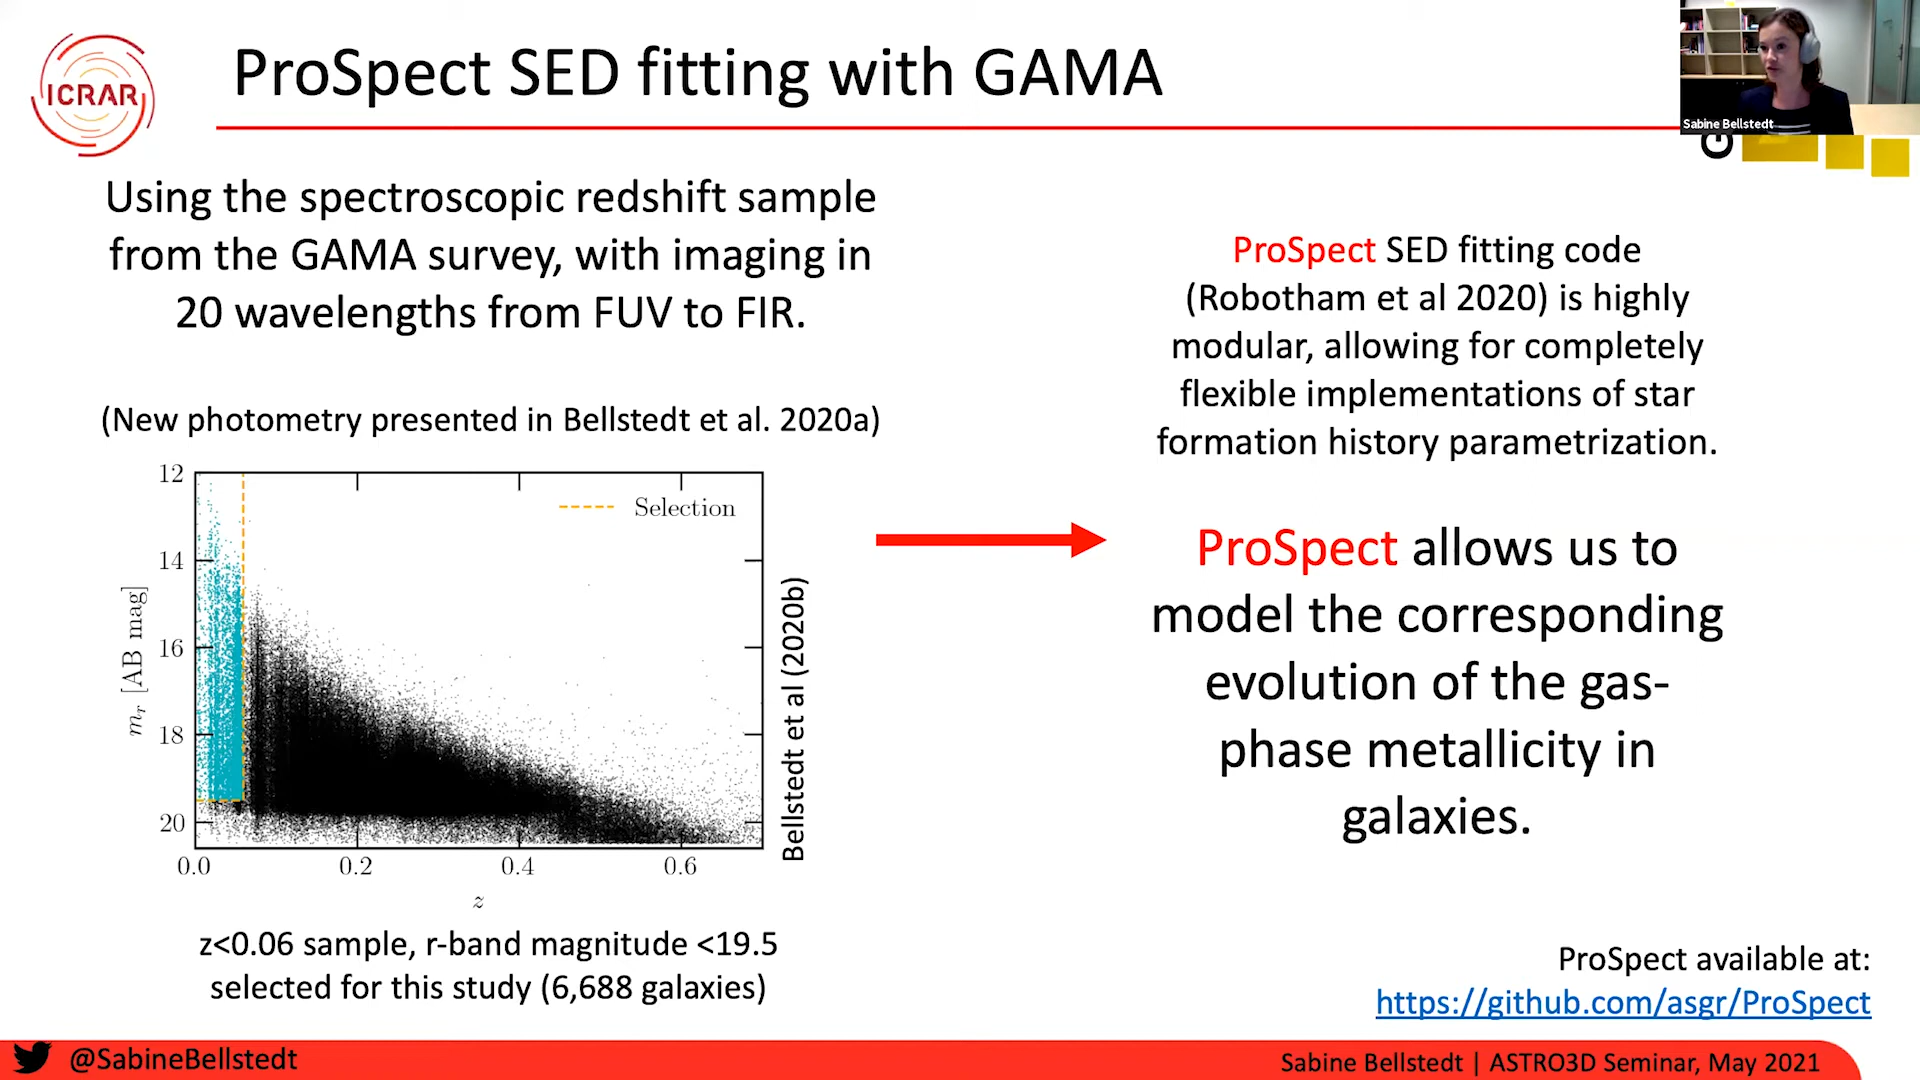 ICRAR
ProSpect SED fitting with GAMA
Sabine Bellstedt
G
Using the spectroscopic redshift sample
from the GAMA survey, with imaging in
20 wavelengths from FUV to FIR.
(New photometry presented in Bellstedt et al. 2020a)
12
14
16
18
20
m_r [AB mag]
Selection
0.0
0.2
0.4
0.6
z
Bellstedt et al (2020b)
z<0.06 sample, r-band magnitude <19.5
selected for this study (6,688 galaxies)
ProSpect SED fitting code
(Robotham et al 2020) is highly
modular, allowing for completely
flexible implementations of star
formation history parametrization.
ProSpect allows us to
model the corresponding
evolution of the gas-
phase metallicity in
galaxies.
ProSpect available at:
https://github.com/asgr/ProSpect
@SabineBellstedt
Sabine Bellstedt | ASTRO3D Seminar, May 2021